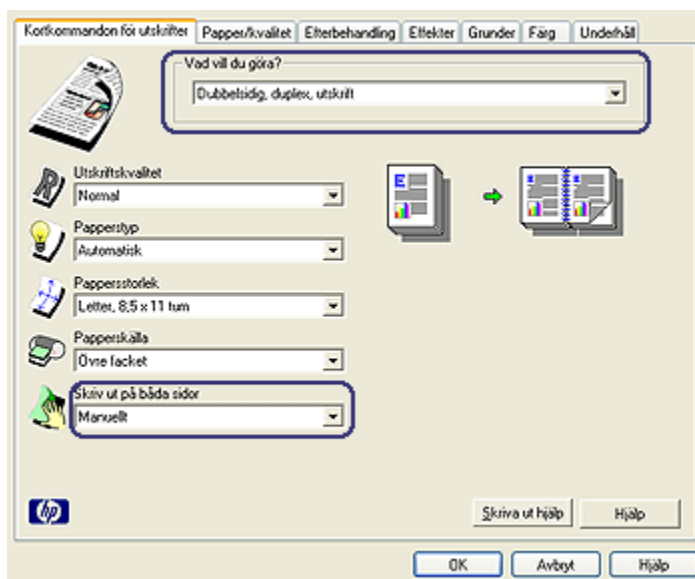 Kortkommandon för utskrifter Papper/kvalitet Efterbehandling Effekter Grunder Färg Underhåll
Vad vill du göra?
Dubbelsidig, duplex, utskrift
Utskriftskvalitet
Normal
Papperstyp
Automatisk
Pappersstorlek
Letter, 8,5 x 11 tum
Papperskälla
Övre facket
Skriv ut på båda sidor
Manuellt
hp
Skriva ut hjälp Hjälp
OK Avbryt Hjälp